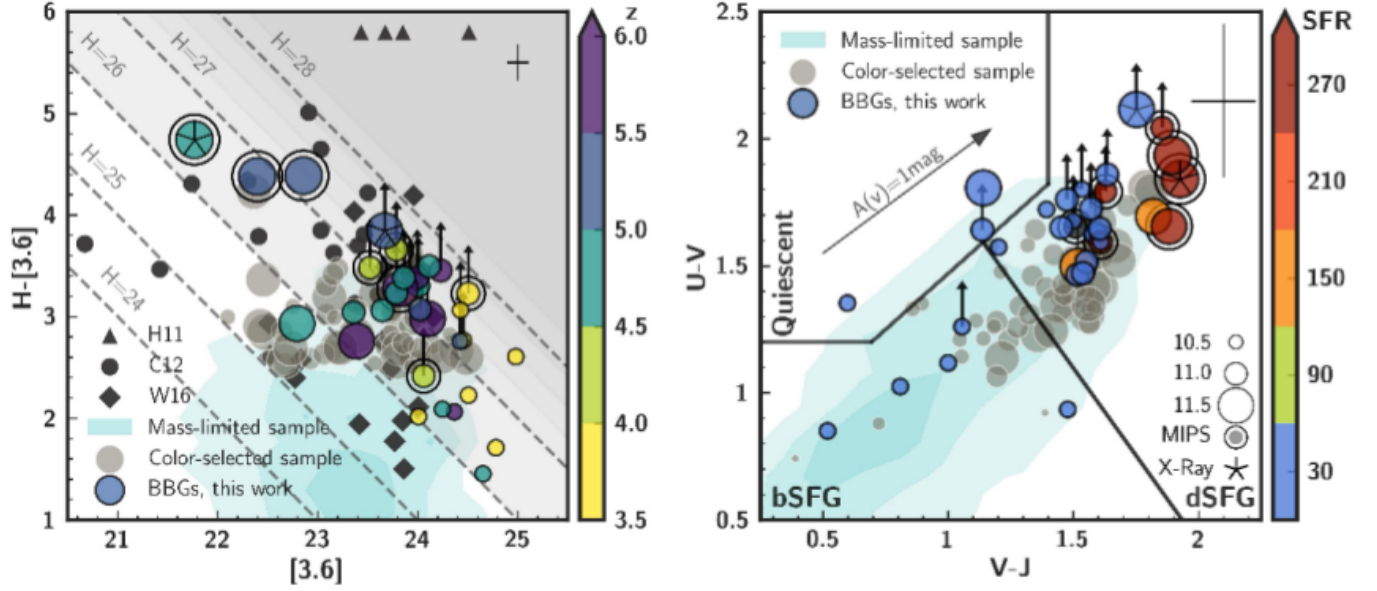 H=26
H=27
H=28
H=25
H=24
H11
C12
W16
Mass-limited sample
Color-selected sample
BBGs, this work
6
5
4
3
2
1
H-[3.6]
21
22
23
24
25
[3.6]
z
6.0
5.5
5.0
4.5
4.0
3.5
Mass-limited sample
Color-selected sample
BBGs, this work
A(v)=1mag
Quiescent
bSFG
dSFG
10.5
11.0
11.5
MIPS
X-Ray
2.5
2
1.5
1
0.5
U-V
0.5
1
1.5
2
V-J
SFR
270
210
150
90
30